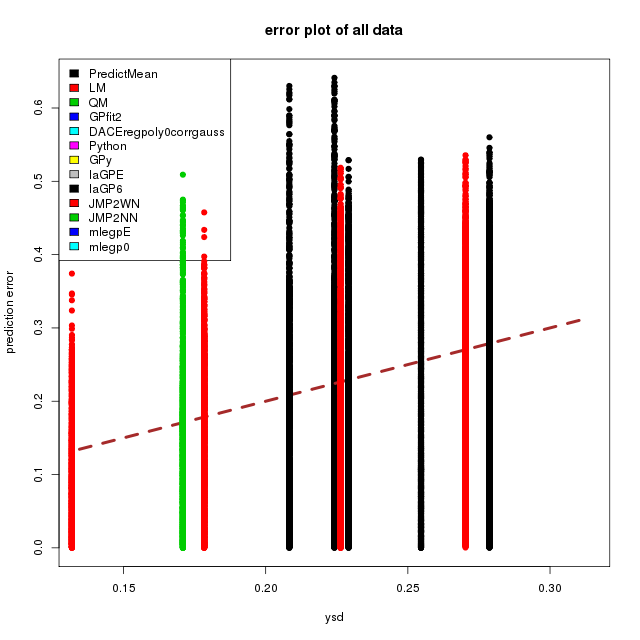 error plot of all data
PredictMean
LM
QM
GPfit2
DACEregpoly0corrgauss
Python
GPy
laGPE
laGP6
JMP2WN
JMP2NN
mlegpE
mlegp0
prediction error
0.6
0.5
0.4
0.3
0.2
0.1
0.0
0.15 0.20 0.25 0.30
ysd